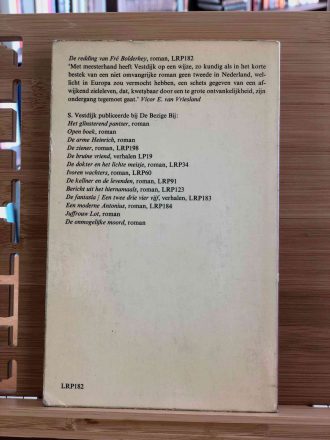 De redding van Fré Bolderhey, roman, LRP182
"Met meesterhand heeft Vestdijk op een wijze, zo kundig als in het korte
bestek van een niet omvangrijke roman geen tweede in Nederland, wel-
licht in Europa zou vermocht hebben, een schets gegeven van een af-
wijkend zieleleven, dat, kwetsbaar door een te grote ontvankelijkheid, zijn
ondergang tegemoet gaat." Victor E. van Vriesland
S. Vestdijk publiceerde bij De Bezige Bij:
Het glinsterend pantser, roman
Open boek, roman
De arme Heinrich, roman
De ziener, roman, LRP198
De bruine vriend, verhalen LP19
De dokter en het lichte meisje, roman, LRP34
Ivoren wachters, roman, LRP60
De kellner en de levenden, roman, LRP91
Bericht uit het hiernamaals, roman, LRP123
De fantasia / Een twee drie vier vijf, verhalen, LRP183
Een moderne Antonius, roman, LRP184
Juffrouw Lot, roman
De onmogelijke moord, roman
LRP182